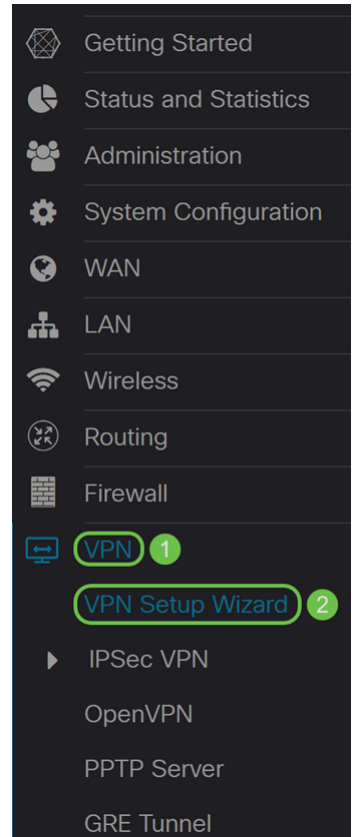 Getting Started
Status and Statistics
Administration
System Configuration
WAN
LAN
Wireless
Routing
Firewall
VPN 1
VPN Setup Wizard 2
IPSec VPN
OpenVPN
PPTP Server
GRE Tunnel